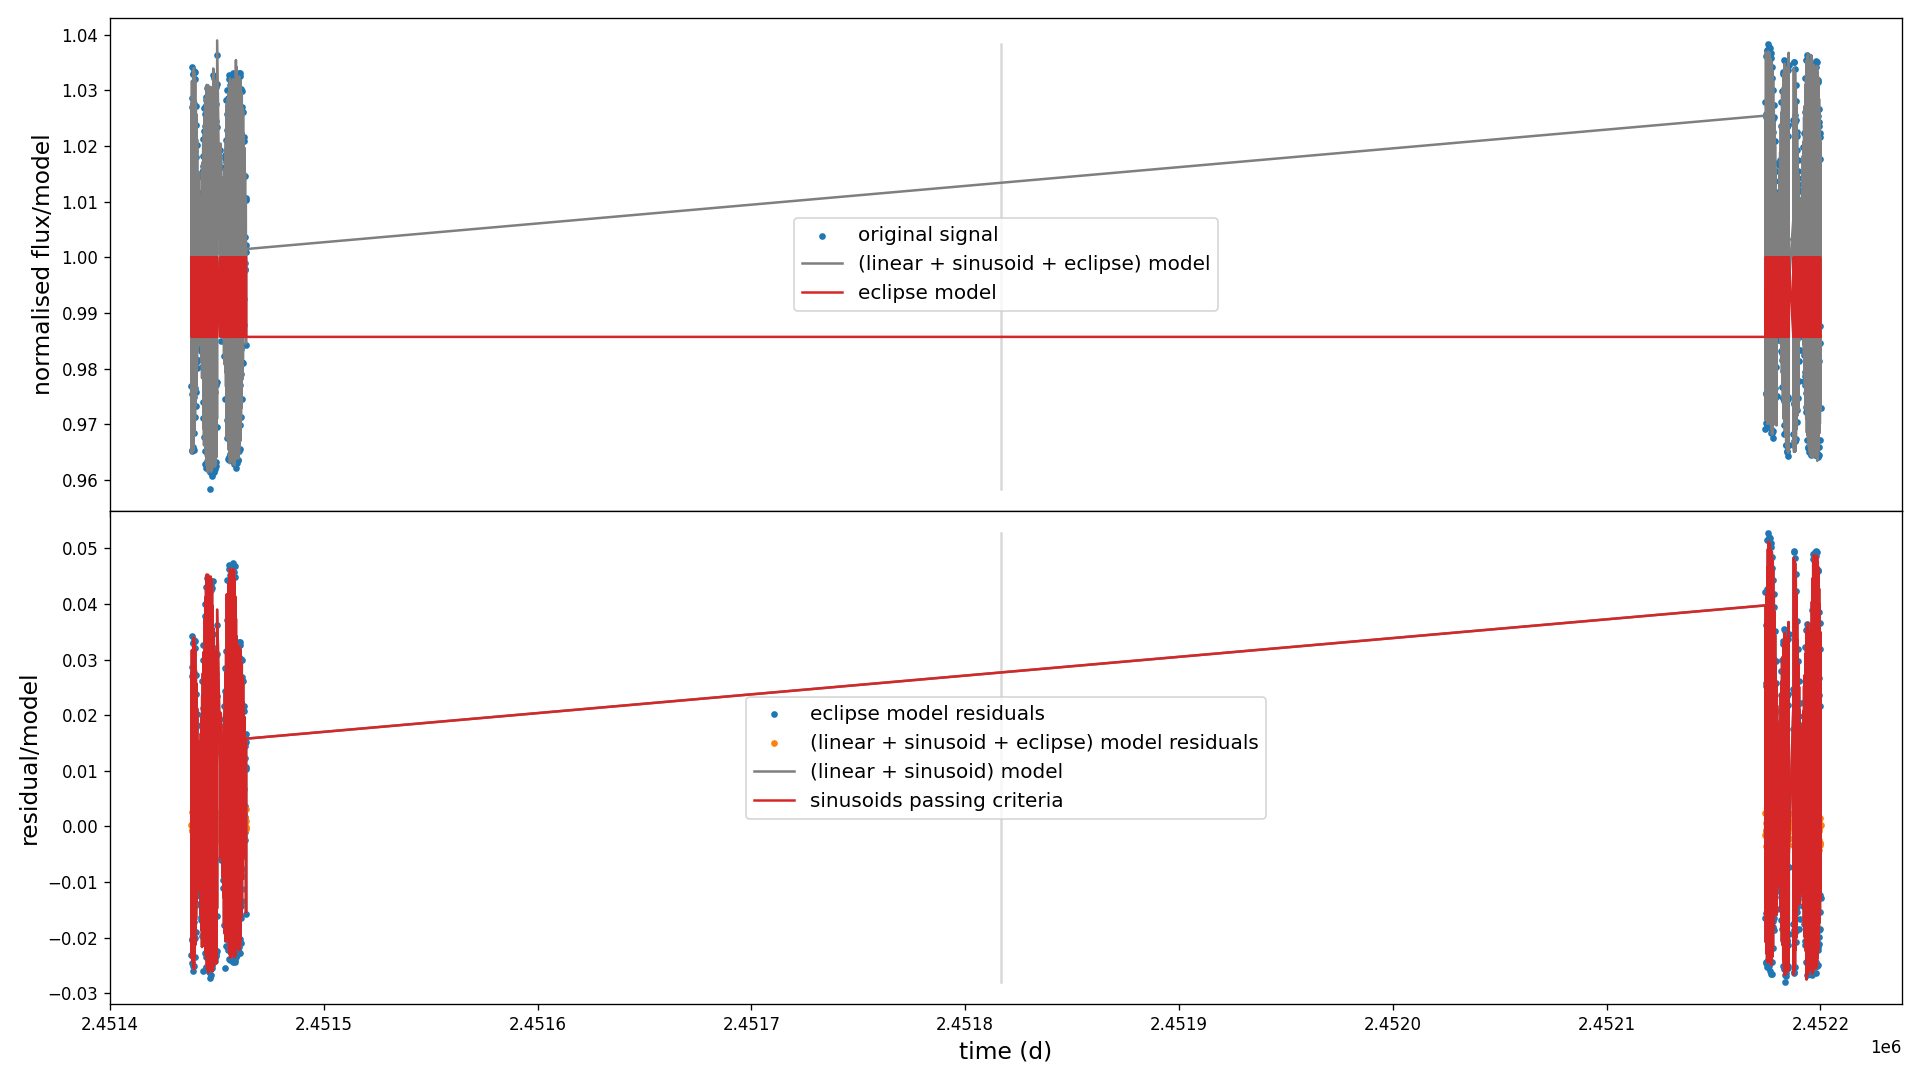 normalised flux/model
1.04
1.03
1.02
1.01
1.00
0.99
0.98
0.97
0.96
original signal
(linear + sinusoid + eclipse) model
eclipse model
residual/model
0.05
0.04
0.03
0.02
0.01
0.00
−0.01
−0.02
−0.03
eclipse model residuals
(linear + sinusoid + eclipse) model residuals
(linear + sinusoid) model
sinusoids passing criteria
2.4514
2.4515
2.4516
2.4517
2.4518
2.4519
2.4520
2.4521
2.4522
time (d)
1e6